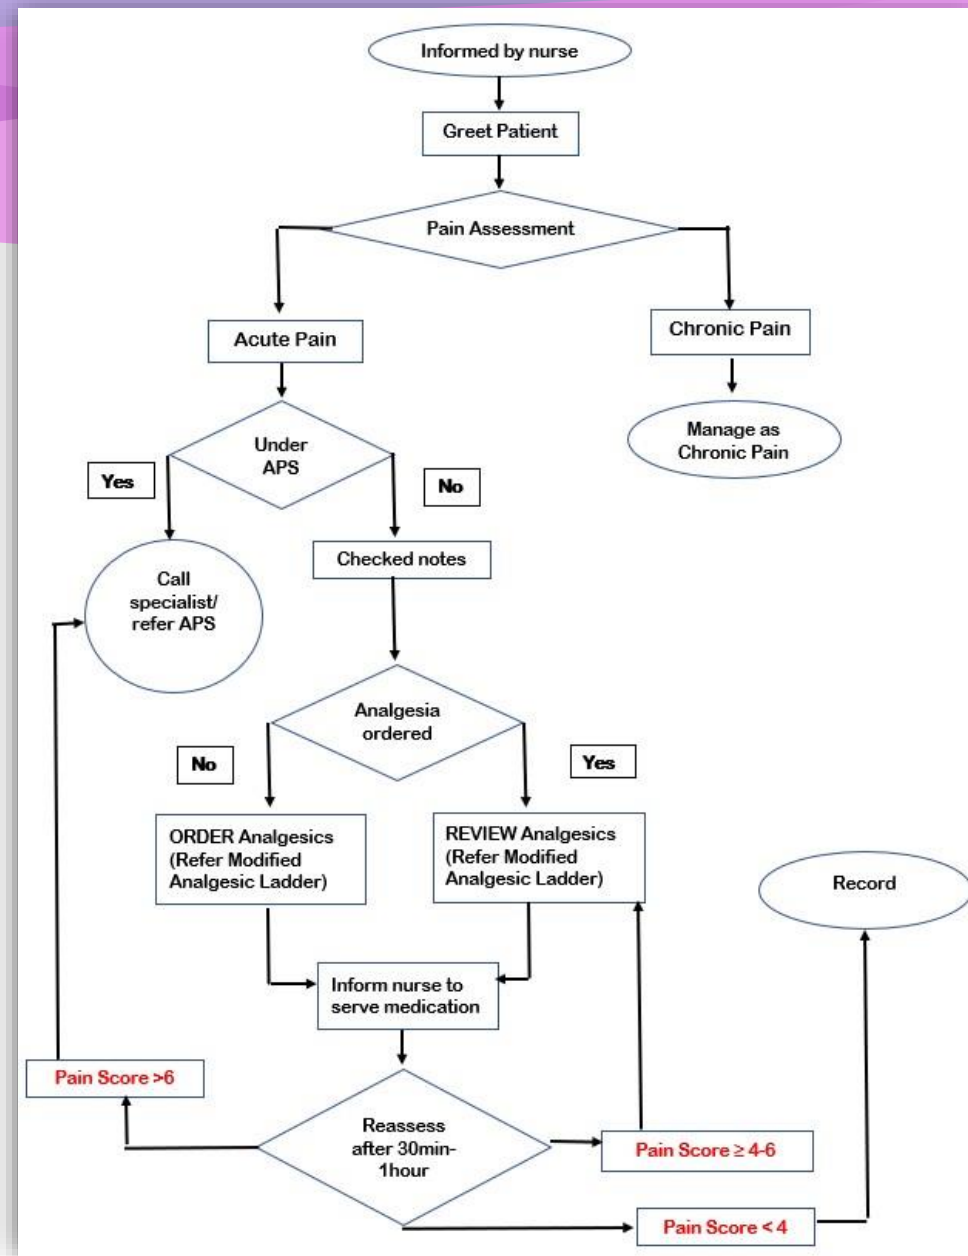 Informed by nurse
Greet Patient
Pain Assessment
Acute Pain
Chronic Pain
Under
APS
Manage as
Chronic Pain
Yes
No
Checked notes
Call
specialist/
refer APS
Analgesia
ordered
No
Yes
ORDER Analgesics
(Refer Modified
Analgesic Ladder)
REVIEW Analgesics
(Refer Modified
Analgesic Ladder)
Record
Inform nurse to
serve medication
Pain Score >6
Reassess
after 30min-
1hour
Pain Score ≥ 4-6
Pain Score < 4